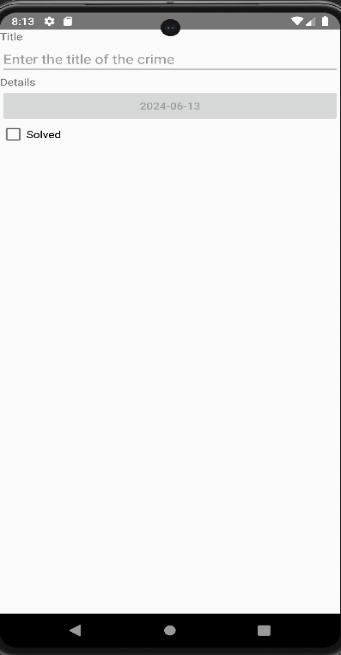 8:13
Title
Enter the title of the crime
Details
2024-06-13
Solved